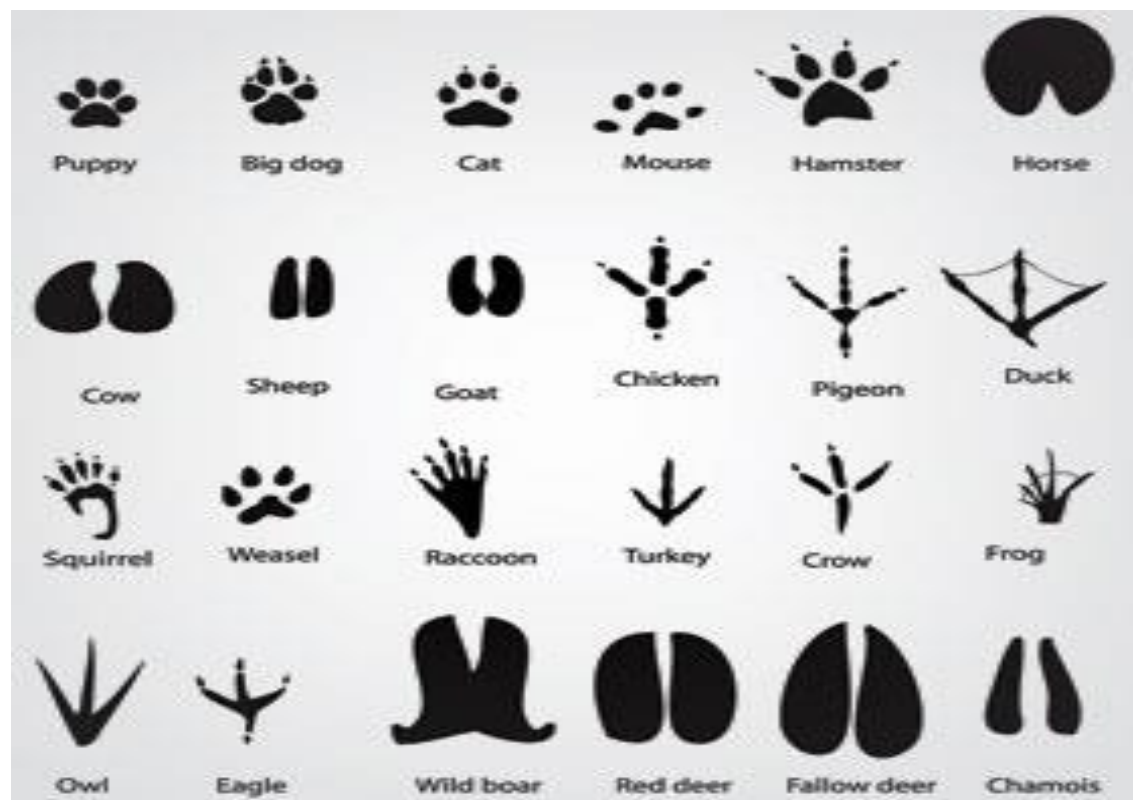 Puppy Big dog Cat Mouse Hamster Horse
Cow Sheep Goat Chicken Pigeon Duck
Squirrel Weasel Raccoon Turkey Crow Frog
Owl Eagle Wild boar Red deer Fallow deer Chamois